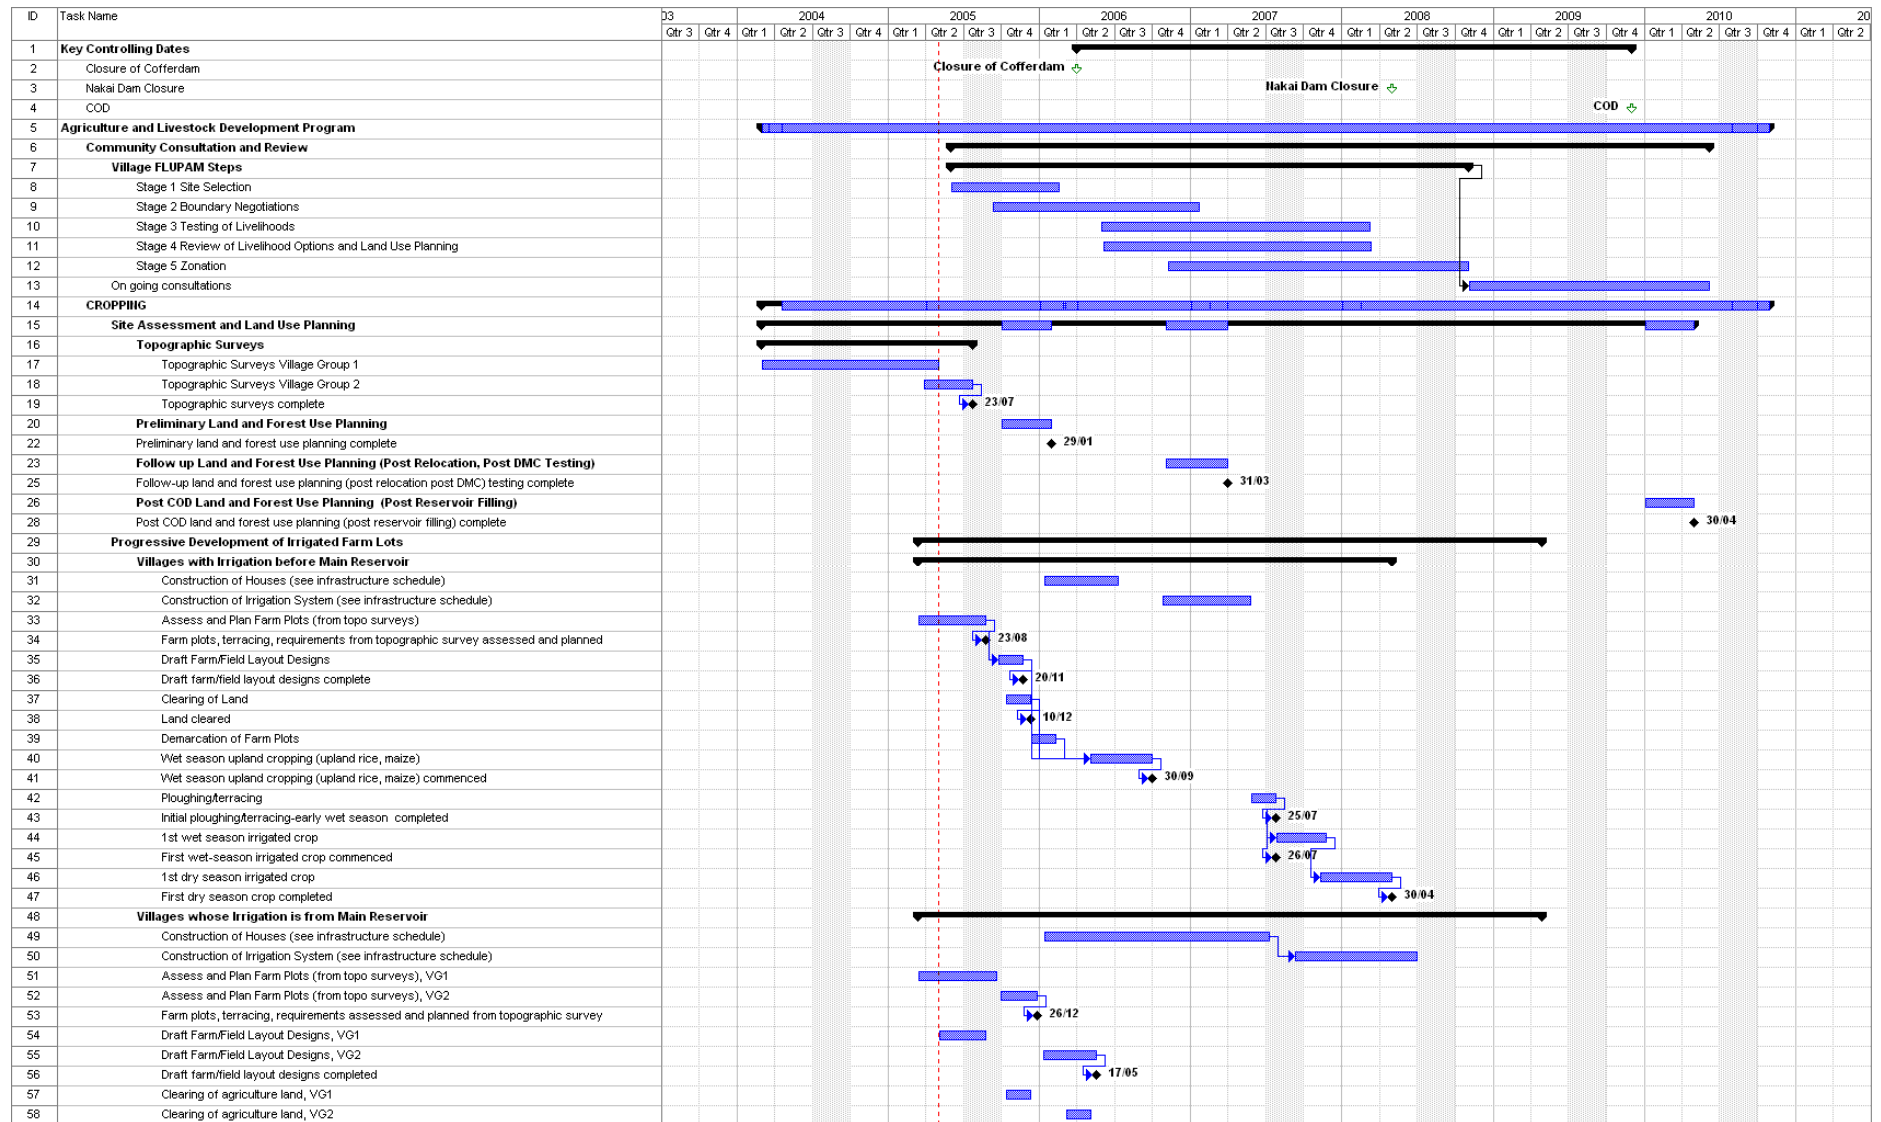 ID Task Name 03 2004 2005 2006 2007 2008 2009 2010 20
Qtr 3 Qtr 4 Qtr 1 Qtr 2 Qtr 3 Qtr 4 Qtr 1 Qtr 2 Qtr 3 Qtr 4 Qtr 1 Qtr 2 Qtr 3 Qtr 4 Qtr 1 Qtr 2 Qtr 3 Qtr 4 Qtr 1 Qtr 2 Qtr 3 Qtr 4 Qtr 1 Qtr 2 Qtr 3 Qtr 4 Qtr 1 Qtr 2 Qtr 3 Qtr 4 Qtr 1 Qtr 2
1 Key Controlling Dates
2 Closure of Cofferdam Closure of Cofferdam
3 Nakai Dam Closure Nakai Dam Closure
4 COD COD
5 Agriculture and Livestock Development Program
6 Community Consultation and Review
7 Village FLUPAM Steps
8 Stage 1 Site Selection
9 Stage 2 Boundary Negotiations
10 Stage 3 Testing of Livelihoods
11 Stage 4 Review of Livelihood Options and Land Use Planning
12 Stage 5 Zonation
13 On going consultations
14 CROPPING
15 Site Assessment and Land Use Planning
16 Topographic Surveys
17 Topographic Surveys Village Group 1
18 Topographic Surveys Village Group 2
19 Topographic surveys complete 23/07
20 Preliminary Land and Forest Use Planning
22 Preliminary land and forest use planning complete 29/01
23 Follow up Land and Forest Use Planning (Post Relocation, Post DMC Testing)
25 Follow-up land and forest use planning (post relocation post DMC) testing complete 31/03
26 Post COD Land and Forest Use Planning (Post Reservoir Filling)
28 Post COD land and forest use planning (post reservoir filling) complete 30/04
29 Progressive Development of Irrigated Farm Lots
30 Villages with Irrigation before Main Reservoir
31 Construction of Houses (see infrastructure schedule)
32 Construction of Irrigation System (see infrastructure schedule)
33 Assess and Plan Farm Plots (from topo surveys)
34 Farm plots, terracing, requirements from topographic survey assessed and planned 23/08
35 Draft Farm/Field Layout Designs
36 Draft farm/field layout designs complete 20/11
37 Clearing of Land
38 Land cleared 10/12
39 Demarcation of Farm Plots
40 Wet season upland cropping (upland rice, maize)
41 Wet season upland cropping (upland rice, maize) commenced 30/09
42 Ploughing/terracing
43 Initial ploughing/terracing-early wet season completed 25/07
44 1st wet season irrigated crop
45 First wet-season irrigated crop commenced 26/07
46 1st dry season irrigated crop
47 First dry season crop completed 30/04
48 Villages whose Irrigation is from Main Reservoir
49 Construction of Houses (see infrastructure schedule)
50 Construction of Irrigation System (see infrastructure schedule)
51 Assess and Plan Farm Plots (from topo surveys), VG1
52 Assess and Plan Farm Plots (from topo surveys), VG2
53 Farm plots, terracing, requirements assessed and planned from topographic survey 26/12
54 Draft Farm/Field Layout Designs, VG1
55 Draft Farm/Field Layout Designs, VG2
56 Draft farm/field layout designs completed 17/05
57 Clearing of agriculture land, VG1
58 Clearing of agriculture land, VG2